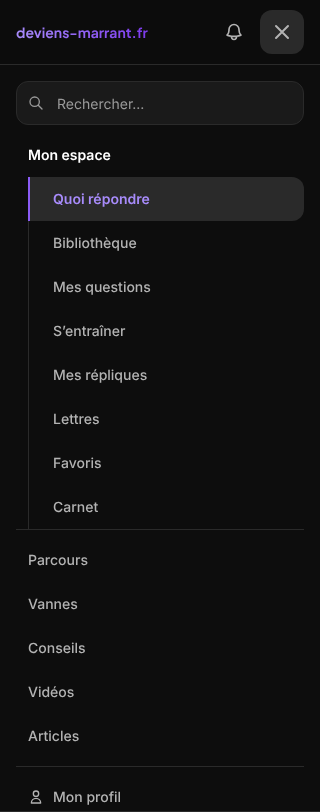 deviens-marrant.fr
Rechercher...
Mon espace
Quoi répondre
Bibliothèque
Mes questions
S’entraîner
Mes répliques
Lettres
Favoris
Carnet
Parcours
Vannes
Conseils
Vidéos
Articles
Mon profil